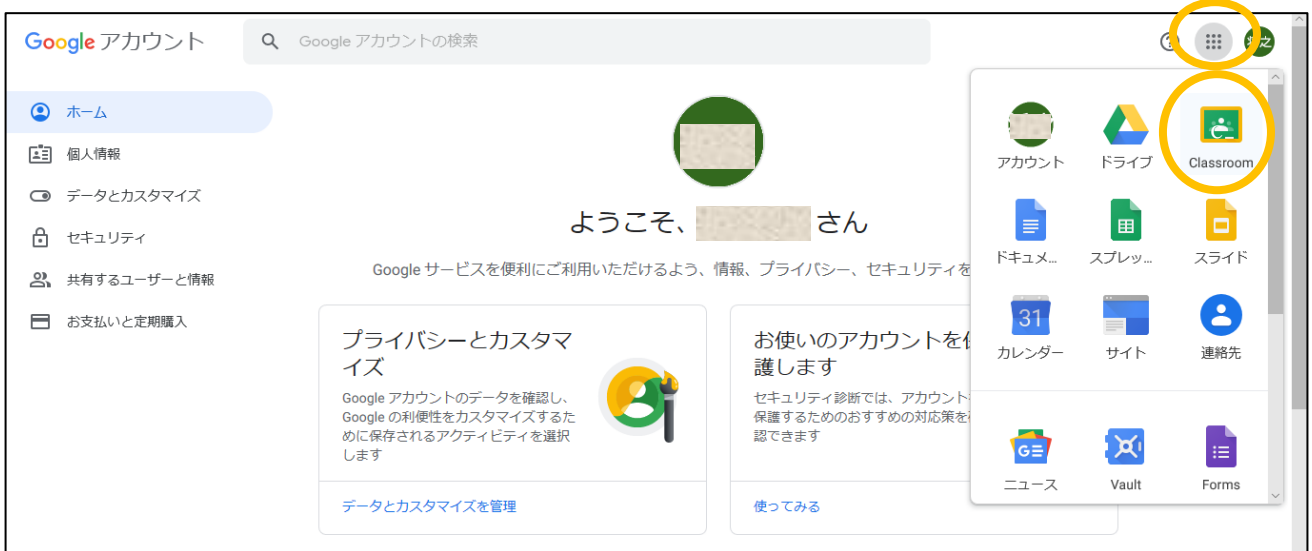 Google アカウント
Google アカウントの検索
ホーム
個人情報
データとカスタマイズ
セキュリティ
共有するユーザーと情報
お支払いと定期購入
ようこそ、
さん
Google サービスを便利にご利用いただけるよう、情報、プライバシー、セキュリティを
プライバシーとカスタマ
イズ
Google アカウントのデータを確認し、
Google の利便性をカスタマイズするた
めに保存されるアクティビティを選択
します
データとカスタマイズを管理
お使いのアカウントを
護します
セキュリティ診断では、アカウント
保護するためのおすすめの対応策を
認できます
使ってみる
アカウント
ドライブ
Classroom
ドキュメ...
スプレッ...
スライド
31
カレンダー
サイト
連絡先
ニュース
Vault
Forms